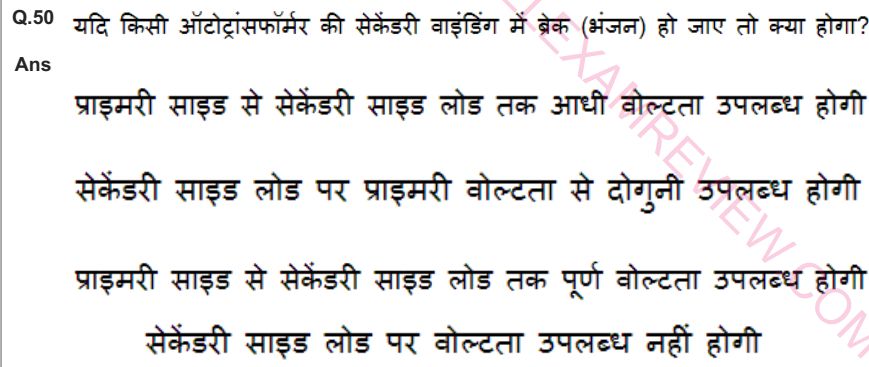 Q.50 यदि किसी ऑटोट्रांसफॉर्मर की सेकेंडरी वाइंडिंग में ब्रेक (भंजन) हो जाए तो क्या होगा?
Ans
प्राइमरी साइड से सेकेंडरी साइड लोड तक आधी वोल्टता उपलब्ध होगी
सेकेंडरी साइड लोड पर प्राइमरी वोल्टता से दोगुनी उपलब्ध होगी
प्राइमरी साइड से सेकेंडरी साइड लोड तक पूर्ण वोल्टता उपलब्ध होगी
सेकेंडरी साइड लोड पर वोल्टता उपलब्ध नहीं होगी
LEXAMREVIEW.COM